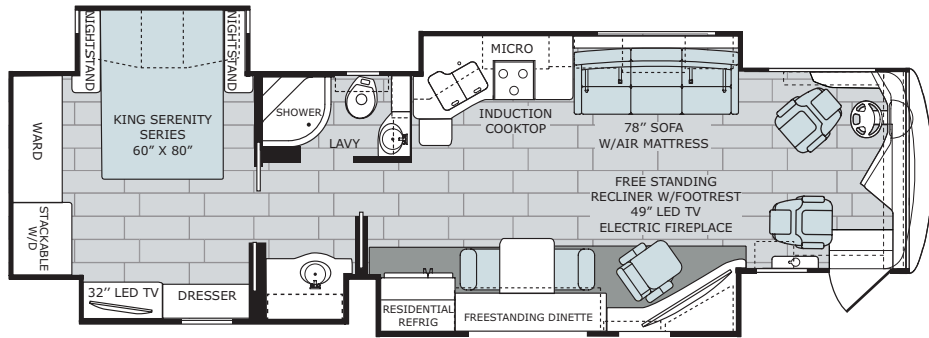 NIGHTSTAND
NIGHTSTAND
KING SERENITY
SERIES
60” X 80”
WARD
STACKABLE
W/D
32” LED TV
DRESSER
SHOWER
LAVY
MICRO
INDUCTION
COOKTOP
78” SOFA
W/AIR MATTRESS
FREE STANDING
RECLINER W/FOOTREST
49” LED TV
ELECTRIC FIREPLACE
RESIDENTIAL
REFRIG
FREESTANDING DINETTE